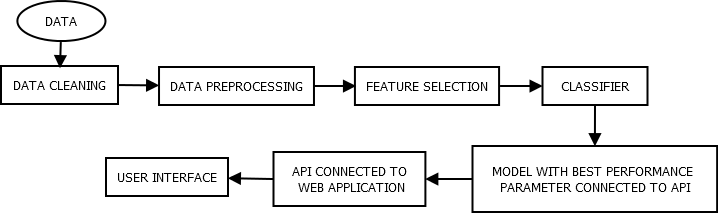 DATA
DATA CLEANING
DATA PREPROCESSING
FEATURE SELECTION
CLASSIFIER
MODEL WITH BEST PERFORMANCE
PARAMETER CONNECTED TO API
API CONNECTED TO
WEB APPLICATION
USER INTERFACE